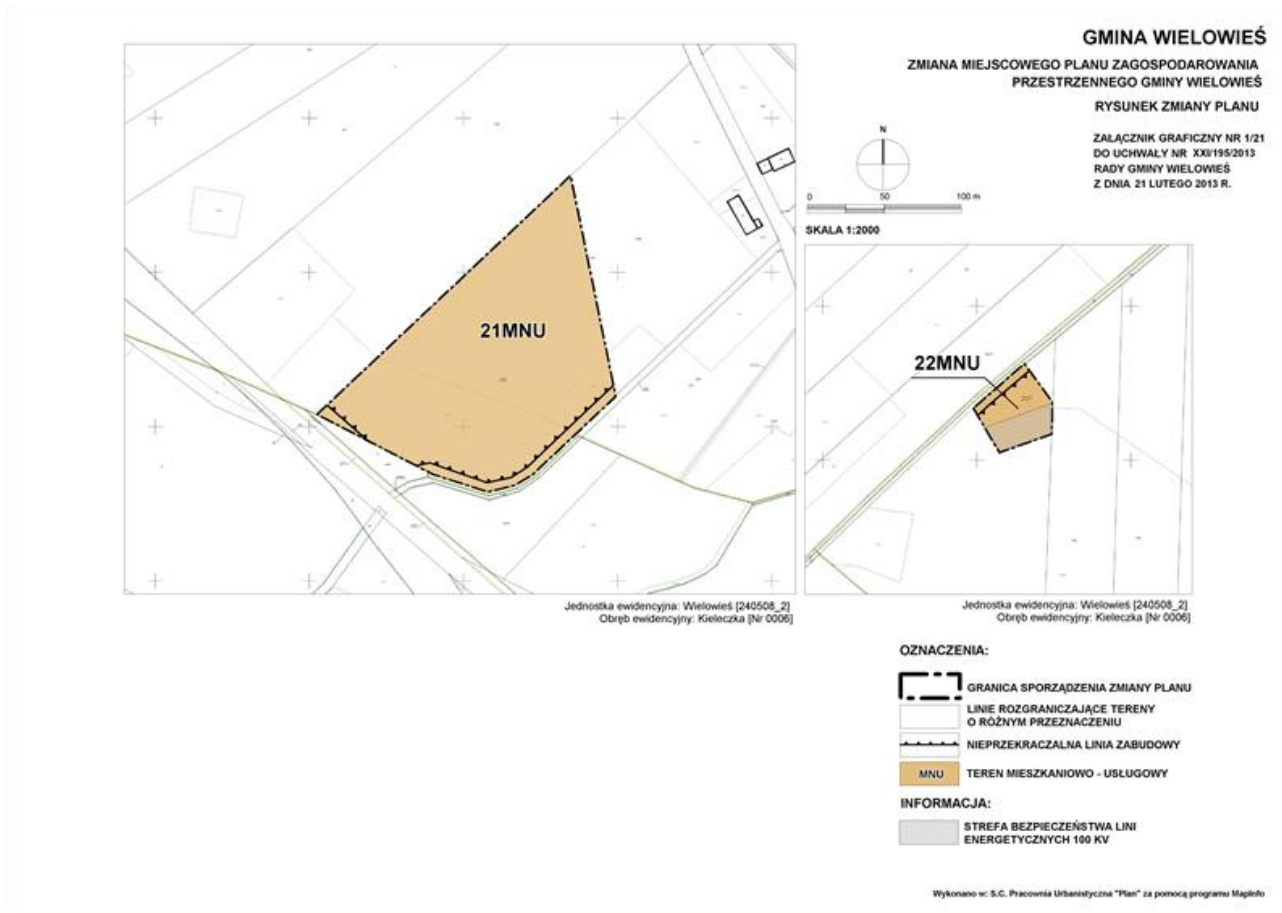 GMINA WIELOWIEŚ
ZMIANA MIEJSCOWEGO PLANU ZAGOSPODAROWANIA
PRZESTRZENNEGO GMINY WIELOWIEŚ
RYSUNEK ZMIANY PLANU
ZAŁĄCZNIK GRAFICZNY NR 1/21
DO UCHWAŁY NR XXI/195/2013
RADY GMINY WIELOWIEŚ
Z DNIA 21 LUTEGO 2013 R.
N
0 50 100 m
SKALA 1:2000
21MNU
22MNU
Jednostka ewidencyjna: Wielowieś [240508_2]
Obręb ewidencyjny: Kieleczka [Nr 0006]
Jednostka ewidencyjna: Wielowieś [240508_2]
Obręb ewidencyjny: Kieleczka [Nr 0006]
OZNACZENIA:
GRANICA SPORZĄDZENIA ZMIANY PLANU
LINIE ROZGRANICZAJĄCE TERENY
O RÓŻNYM PRZEZNACZENIU
NIEPRZEKRACZALNA LINIA ZABUDOWY
MNU TEREN MIESZKANIOWO - USŁUGOWY
INFORMACJA:
STREFA BEZPIECZEŃSTWA LINI
ENERGETYCZNYCH 100 KV
Wykonano w: S.C. Pracownia Urbanistyczna "Plan" za pomocą programu MapInfo